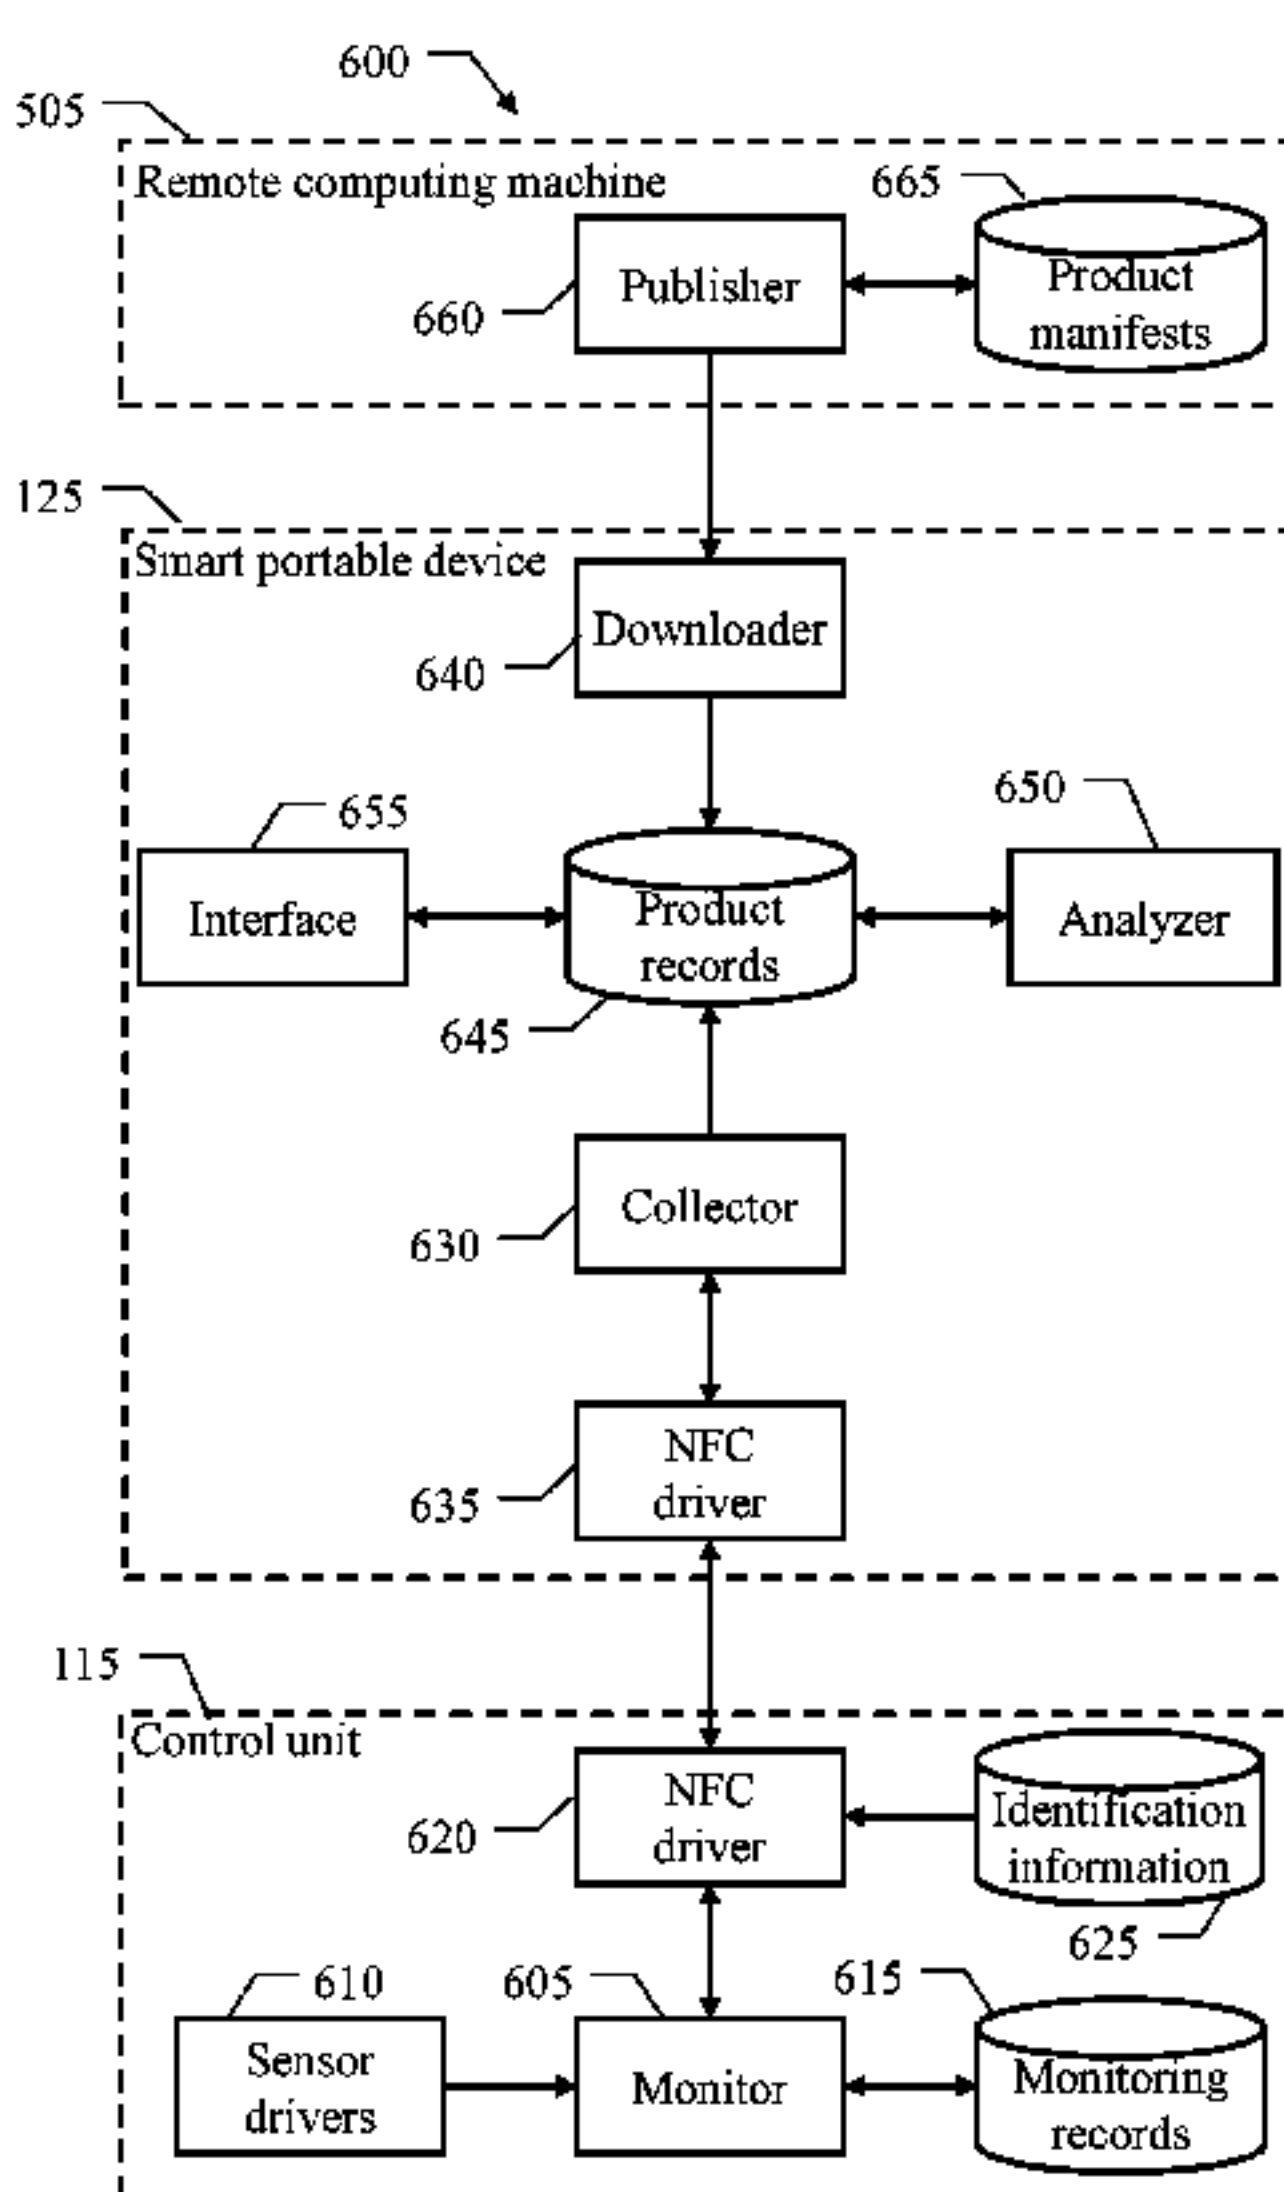 600
505
Remote computing machine
665
Publisher
Product
manifests
660
125
Smart portable device
Downloader
640
650
655
Interface
Product
records
Analyzer
645
Collector
630
NFC
driver
635
115
Control unit
NFC
driver
Identification
information
620
625
610
605
615
Sensor
drivers
Monitor
Monitoring
records